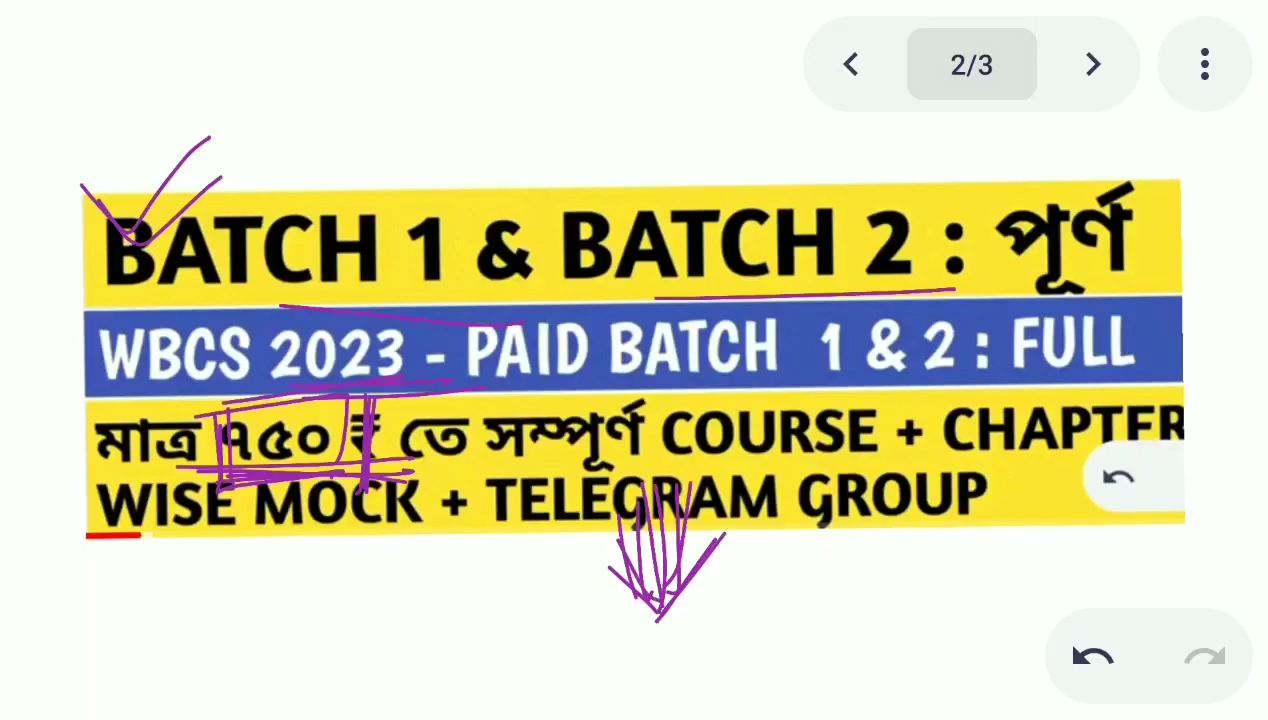 2/3
BATCH 1 & BATCH 2 : পূর্ণ
WBCS 2023 - PAID BATCH 1 & 2 : FULL
মাত্র ৭৫০ ₹ তে সম্পূর্ণ COURSE + CHAPTER
WISE MOCK + TELEGRAM GROUP